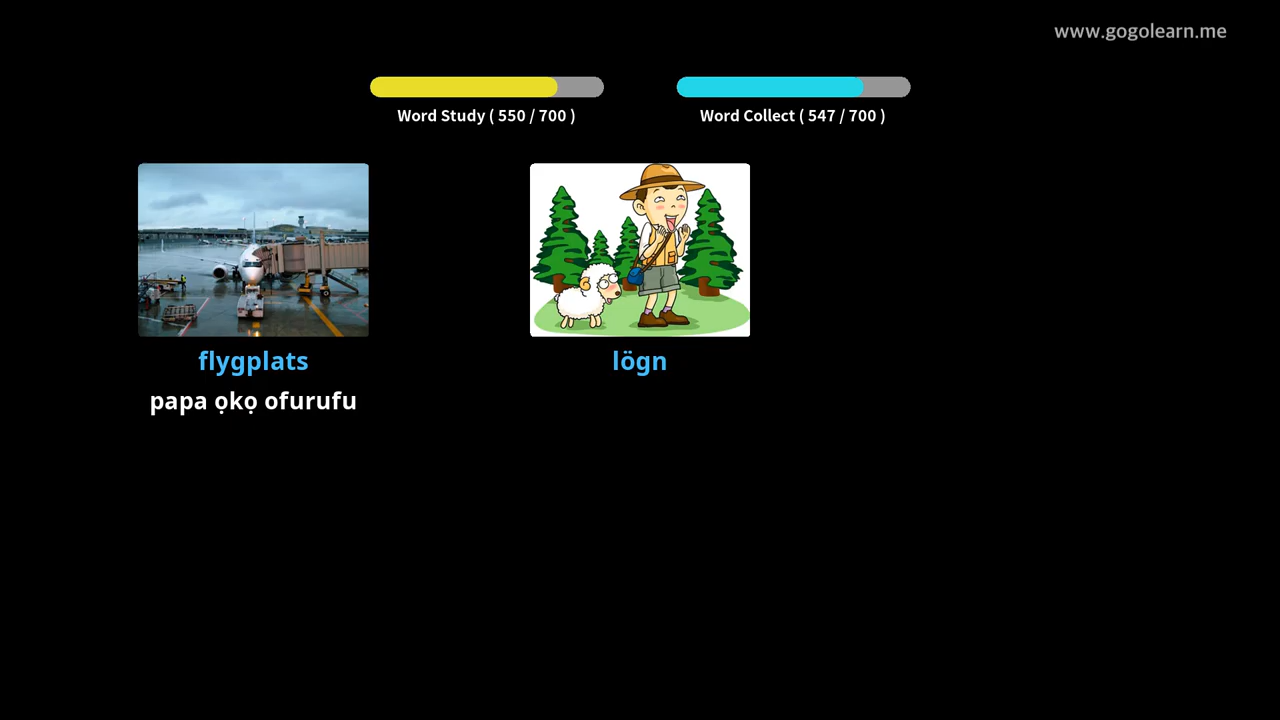 www.gogolearn.me
Word Study ( 550 / 700 )
Word Collect ( 547 / 700 )
flygplats
lögn
papa ọkọ ofurufu